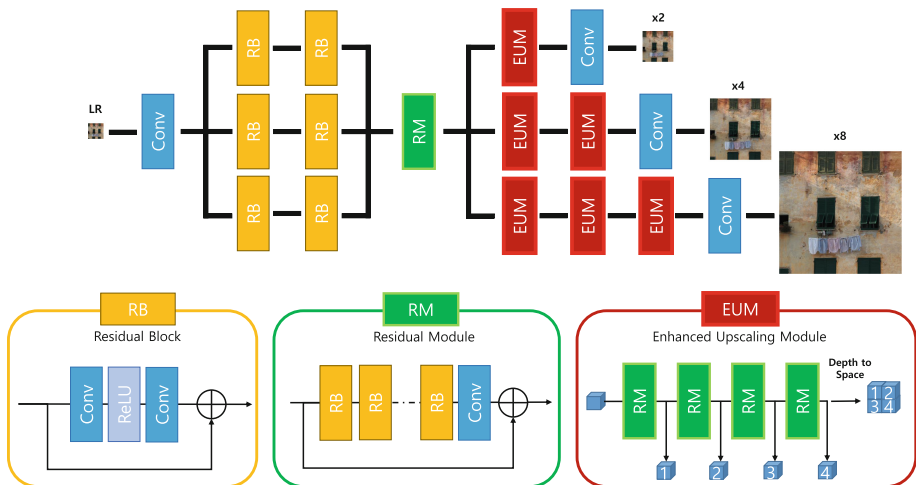 x2
RB
RB
EUM
Conv
x4
LR
Conv
RB
RB
RM
EUM
EUM
Conv
x8
RB
RB
EUM
EUM
EUM
Conv
RB
Residual Block
Conv
ReLU
Conv
RM
Residual Module
RB
RB
RB
Conv
EUM
Enhanced Upscaling Module
RM
RM
RM
RM
Depth to
Space
1 2
3 4
1
2
3
4